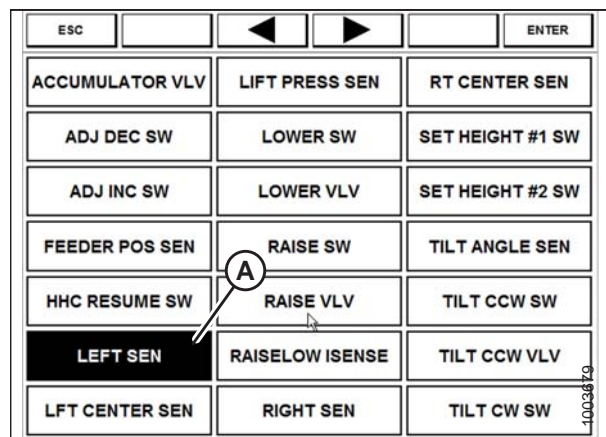 ESC ENTER
ACCUMULATOR VLV LIFT PRESS SEN RT CENTER SEN
ADJ DEC SW LOWER SW SET HEIGHT #1 SW
ADJ INC SW LOWER VLV SET HEIGHT #2 SW
FEEDER POS SEN RAISE SW TILT ANGLE SEN
A
HHC RESUME SW RAISE VLV TILT CCW SW
LEFT SEN RAISELOW ISENSE TILT CCW VLV
LFT CENTER SEN RIGHT SEN TILT CW SW
1003679